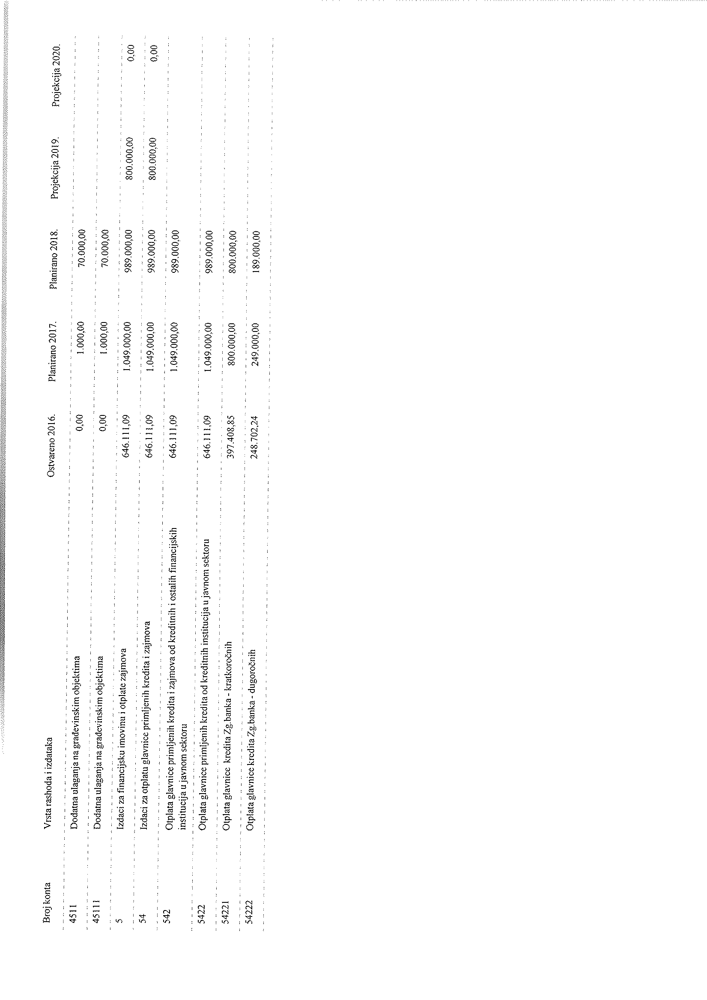 Broj konta Vrsta rashoda i izdataka Ostvareno 2016. Planirano 2017. Planirano 2018. Projekcija 2019. Projekcija 2020.
4511 Dodatna ulaganja na građevinskim objektima 0,00 1.000,00 70.000,00
45111 Dodatna ulaganja na građevinskim objektima 0,00 1.000,00 70.000,00
5 Izdaci za financijsku imovinu i otplate zajmova 646.111,09 1.049.000,00 989.000,00 800.000,00 0,00
54 Izdaci za otplatu glavnice primljenih kredita i zajmova 646.111,09 1.049.000,00 989.000,00 800.000,00 0,00
542 Otplata glavnice primljenih kredita i zajmova od kreditnih i ostalih financijskih 646.111,09 1.049.000,00 989.000,00
institucija u javnom sektoru
5422 Otplata glavnice primljenih kredita od kreditnih institucija u javnom sektoru 646.111,09 1.049.000,00 989.000,00
54221 Otplata glavnice kredita Zg.banka - kratkoročnih 397.408,85 800.000,00 800.000,00
54222 Otplata glavnice kredita Zg.banka - dugoročnih 248.702,24 249.000,00 189.000,00